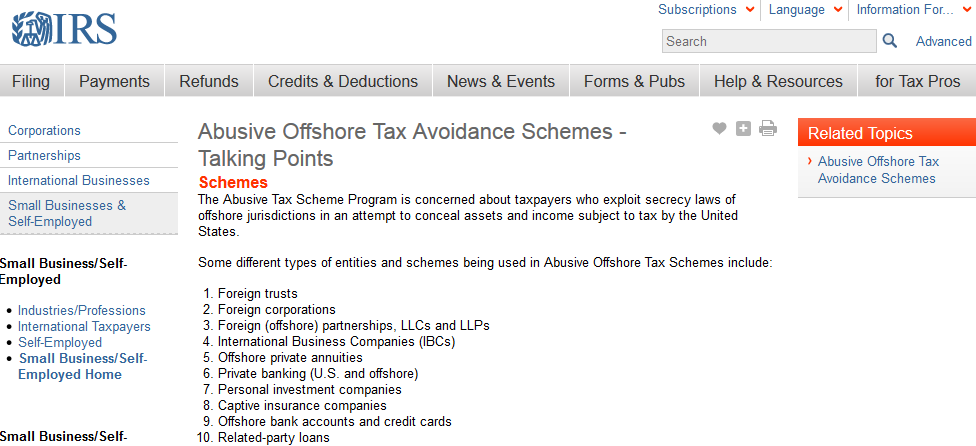 IRS
Subscriptions
Language
Information For...
Search
Advanced
Filing
Payments
Refunds
Credits & Deductions
News & Events
Forms & Pubs
Help & Resources
for Tax Pros
Corporations
Partnerships
International Businesses
Small Businesses &
Self-Employed
Small Business/Self-
Employed
Industries/Professions
International Taxpayers
Self-Employed
Small Business/Self-
Employed Home
Small Business/Self-
Abusive Offshore Tax Avoidance Schemes -
Talking Points
Schemes
The Abusive Tax Scheme Program is concerned about taxpayers who exploit secrecy laws of
offshore jurisdictions in an attempt to conceal assets and income subject to tax by the United
States.
Some different types of entities and schemes being used in Abusive Offshore Tax Schemes include:
1. Foreign trusts
2. Foreign corporations
3. Foreign (offshore) partnerships, LLCs and LLPs
4. International Business Companies (IBCs)
5. Offshore private annuities
6. Private banking (U.S. and offshore)
7. Personal investment companies
8. Captive insurance companies
9. Offshore bank accounts and credit cards
10. Related-party loans
Related Topics
Abusive Offshore Tax
Avoidance Schemes